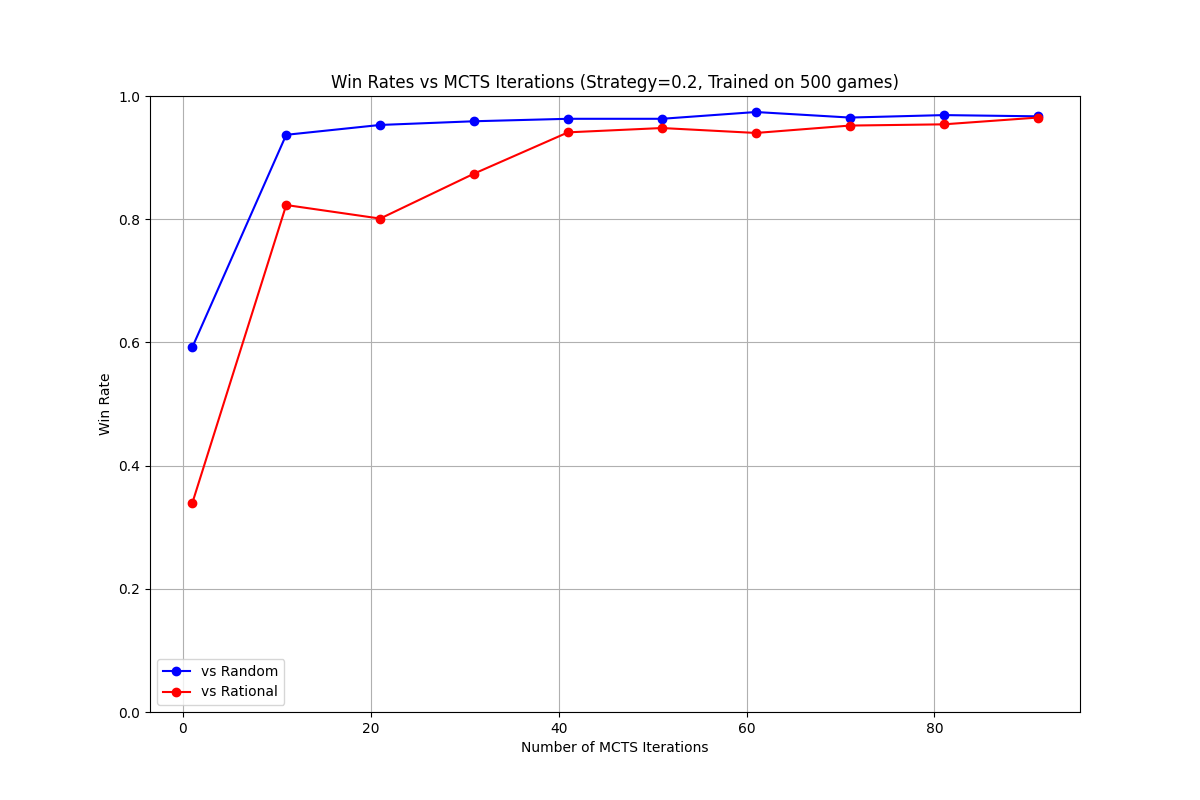 Win Rates vs MCTS Iterations (Strategy=0.2, Trained on 500 games)
1.0
0.8
0.6
0.4
0.2
0.0
Win Rate
vs Random
vs Rational
0 20 40 60 80
Number of MCTS Iterations